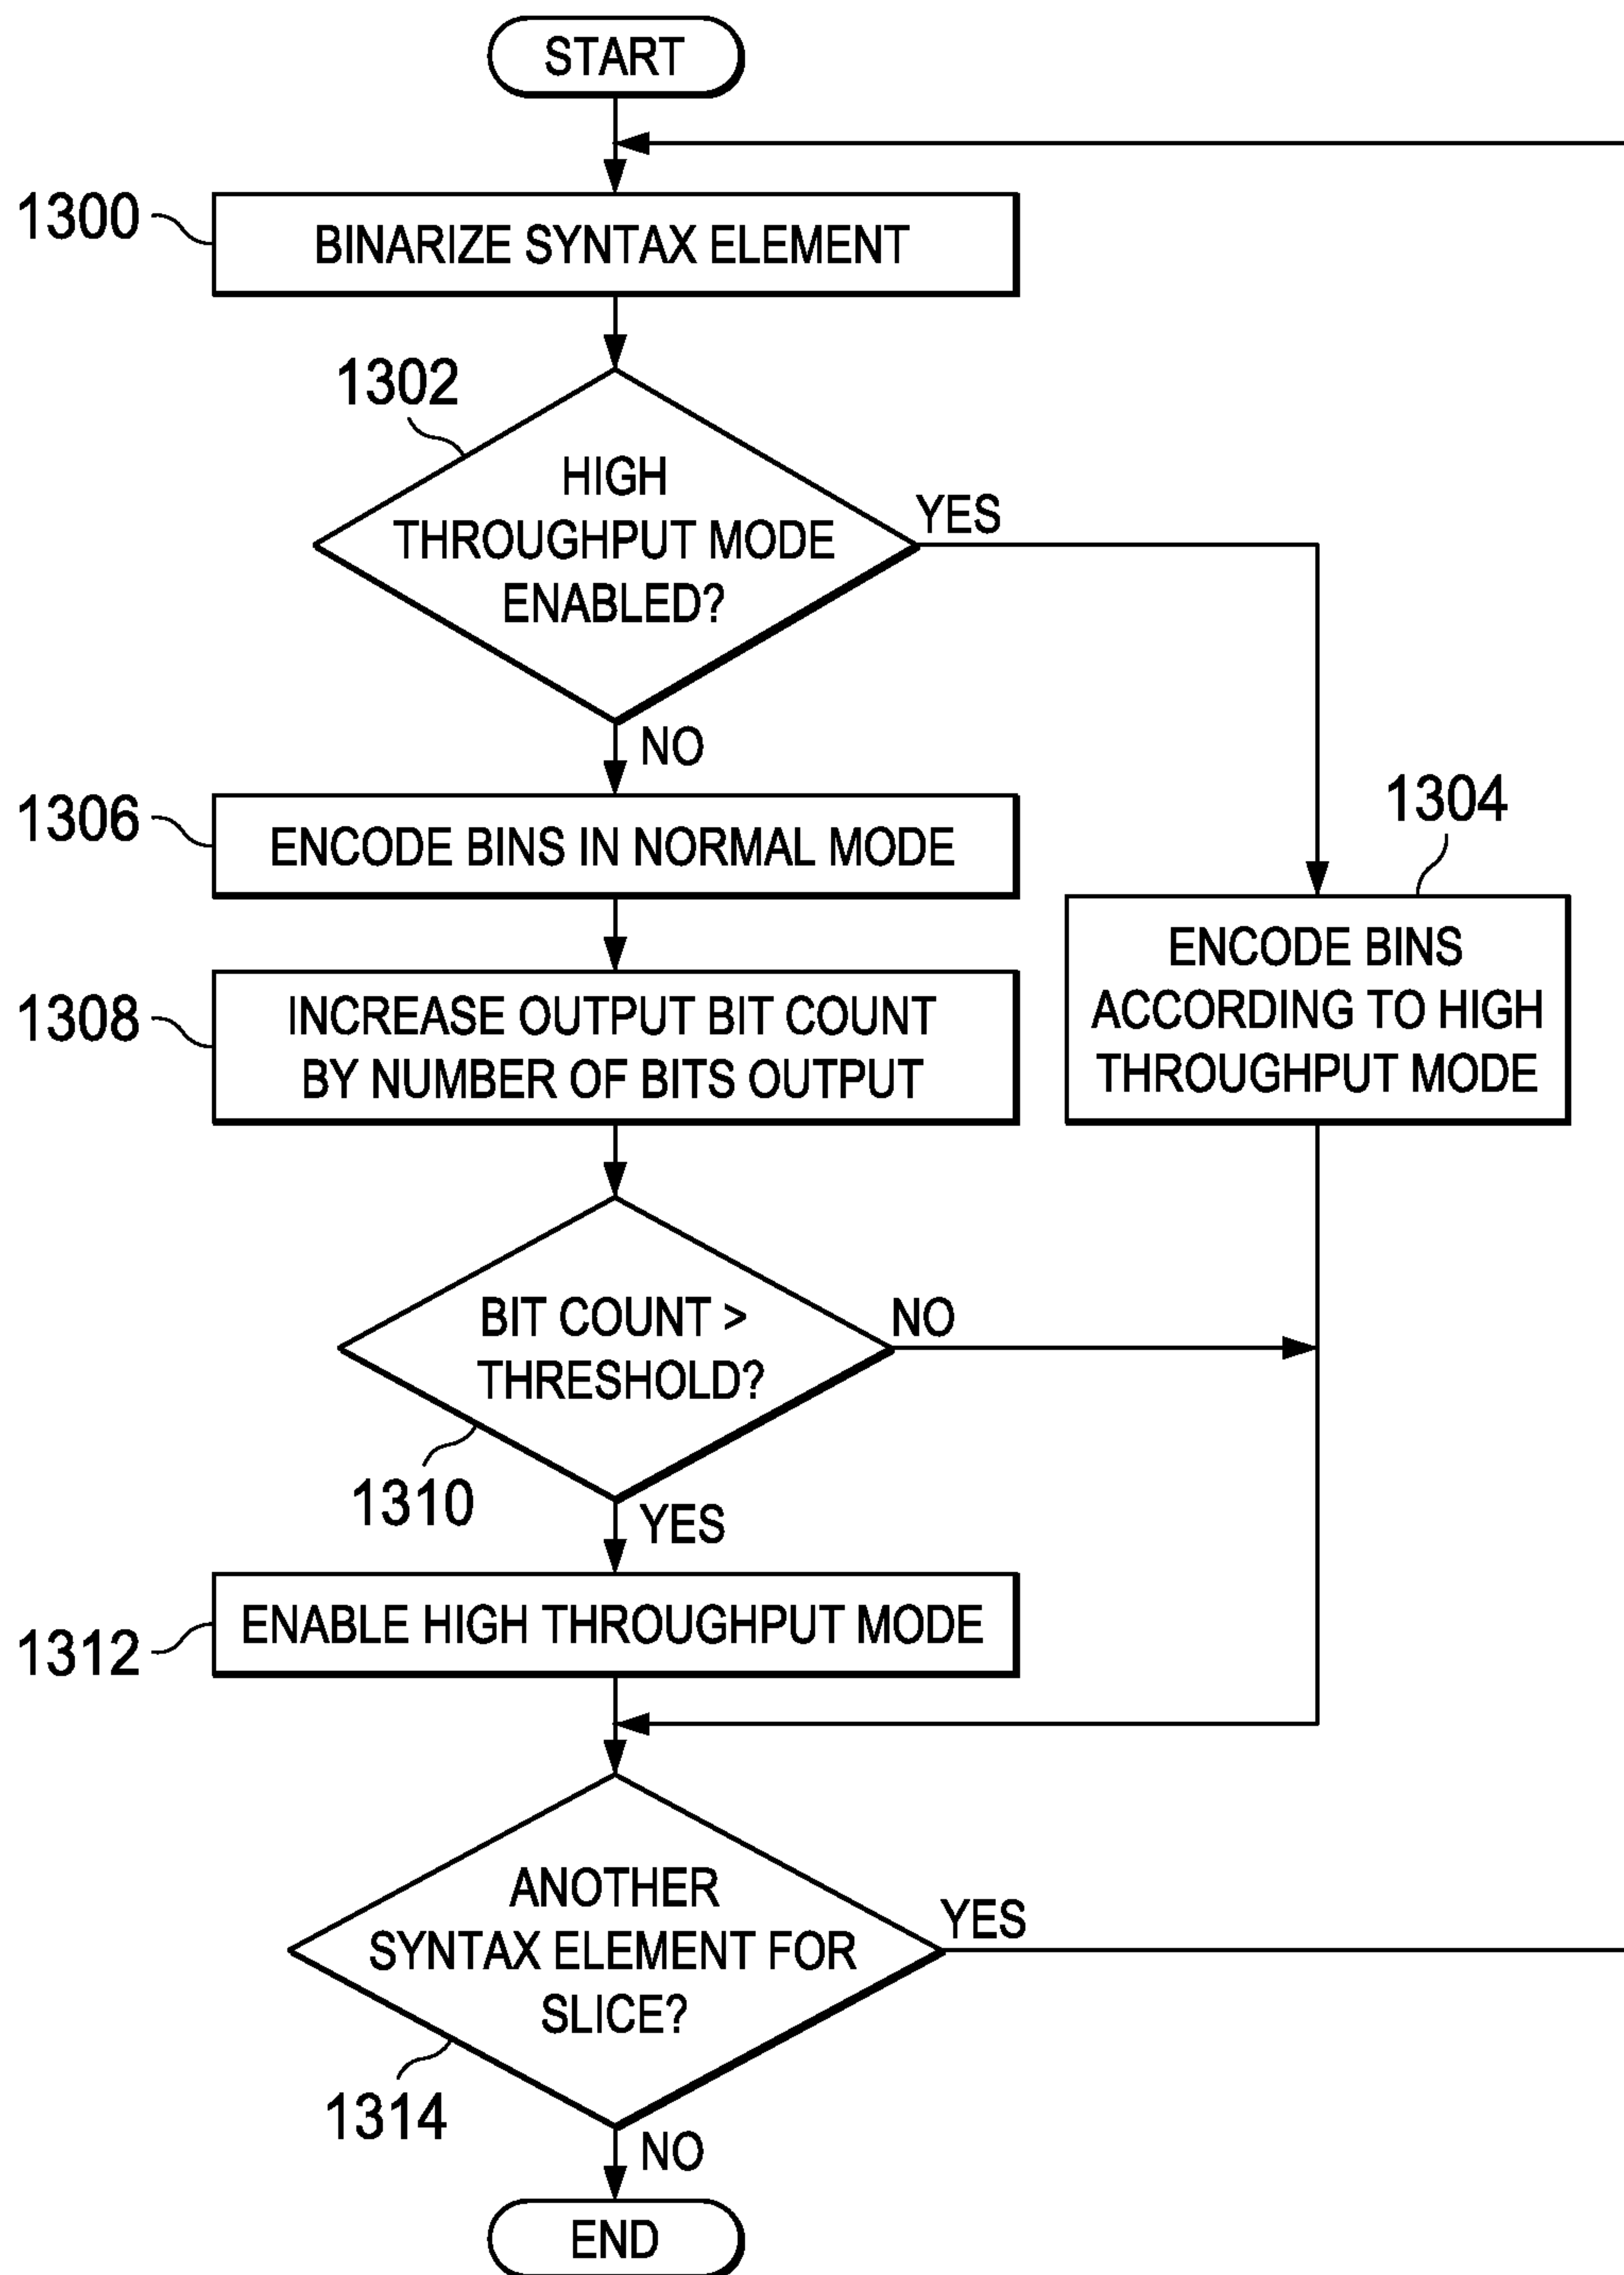 START
1300
BINARIZE SYNTAX ELEMENT
1302
HIGH
THROUGHPUT MODE
ENABLED?
YES
NO
1306
ENCODE BINS IN NORMAL MODE
1304
ENCODE BINS
ACCORDING TO HIGH
THROUGHPUT MODE
1308
INCREASE OUTPUT BIT COUNT
BY NUMBER OF BITS OUTPUT
BIT COUNT >
THRESHOLD?
NO
1310
YES
1312
ENABLE HIGH THROUGHPUT MODE
ANOTHER
SYNTAX ELEMENT FOR
SLICE?
YES
1314
NO
END